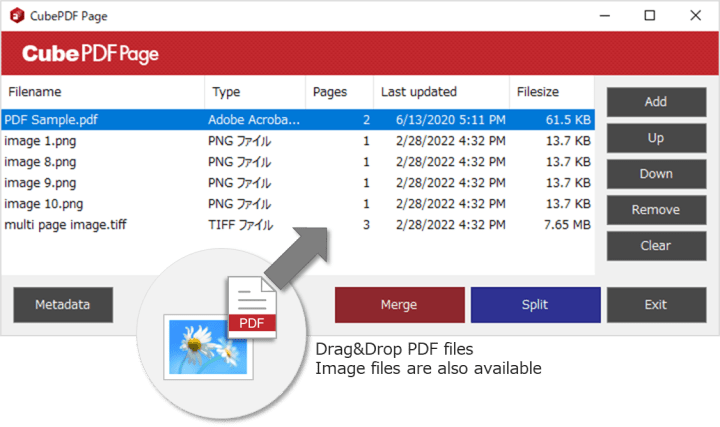 CubePDF Page
CubePDF Page
Filename Type Pages Last updated Filesize
PDF Sample.pdf Adobe Acroba... 2 6/13/2020 5:11 PM 61.5 KB
image 1.png PNG ファイル 1 2/28/2022 4:32 PM 13.7 KB
image 8.png PNG ファイル 1 2/28/2022 4:32 PM 13.7 KB
image 9.png PNG ファイル 1 2/28/2022 4:32 PM 13.7 KB
image 10.png PNG ファイル 1 2/28/2022 4:32 PM 13.7 KB
multi page image.tiff TIFF ファイル 3 2/28/2022 4:32 PM 7.65 MB
Add
Up
Down
Remove
Clear
Metadata Merge Split Exit
PDF
Drag&Drop PDF files
Image files are also available